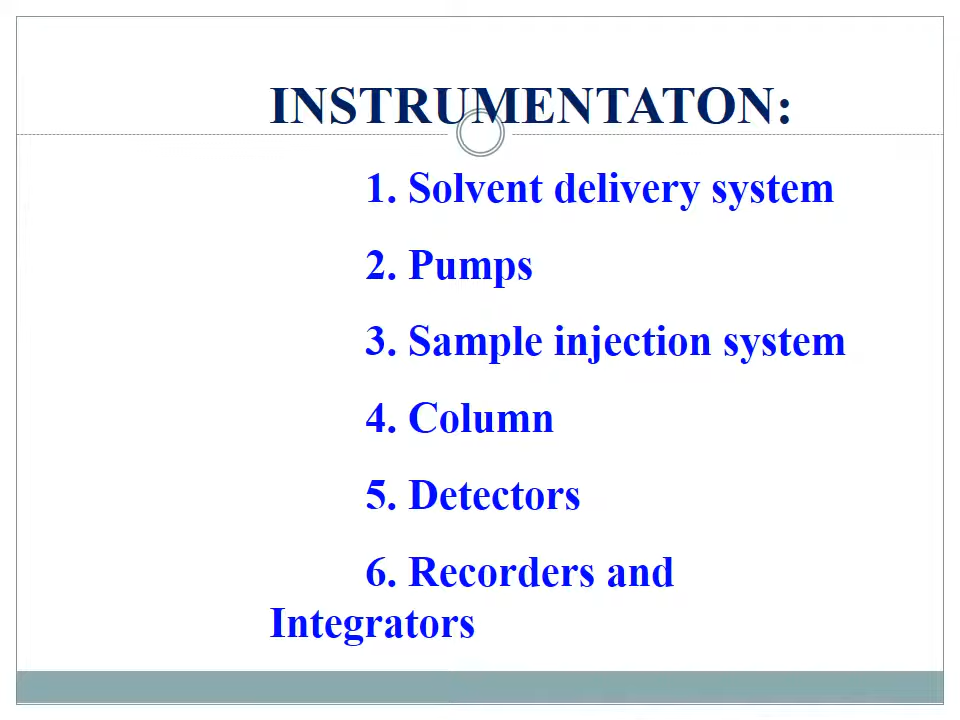 INSTRUMENTATON:
1. Solvent delivery system
2. Pumps
3. Sample injection system
4. Column
5. Detectors
6. Recorders and
Integrators